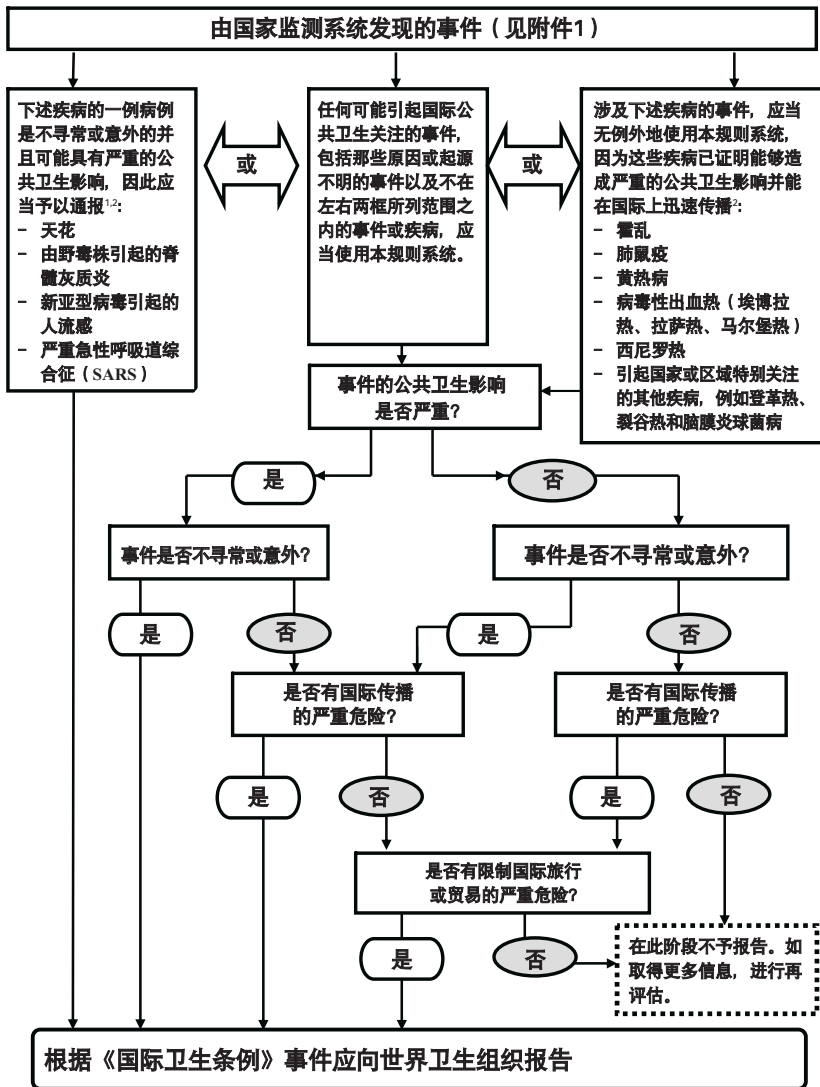 由国家监测系统发现的事件（见附件1）
下述疾病的一例病例
是不寻常或意外的并
且可能具有严重的公
共卫生影响，因此应
当予以通报1,2:
– 天花
– 由野毒株引起的脊
髓灰质炎
– 新亚型病毒引起的
人流感
– 严重急性呼吸道综
合征（SARS）
或
任何可能引起国际公
共卫生关注的事件，
包括那些原因或起源
不明的事件以及不在
左右两框所列范围之
内的事件或疾病，应
当使用本规则系统。
或
涉及下述疾病的事件，应当
无例外地使用本规则系统，
因为这些疾病已证明能够造
成严重的公共卫生影响并能
在国际上迅速传播2:
– 霍乱
– 肺鼠疫
– 黄热病
– 病毒性出血热（埃博拉
热、拉萨热、马尔堡热）
– 西尼罗热
– 引起国家或区域特别关注
的其他疾病，例如登革热、
裂谷热和脑膜炎球菌病
事件的公共卫生影响
是否严重?
是
否
事件是否不寻常或意外?
事件是否不寻常或意外?
是
否
是
否
是否有国际传播
的严重危险?
是否有国际传播
的严重危险?
是
否
是
否
是否有限制国际旅行
或贸易的严重危险?
是
否
在此阶段不予报告。如
取得更多信息，进行再
评估。
根据《国际卫生条例》事件应向世界卫生组织报告